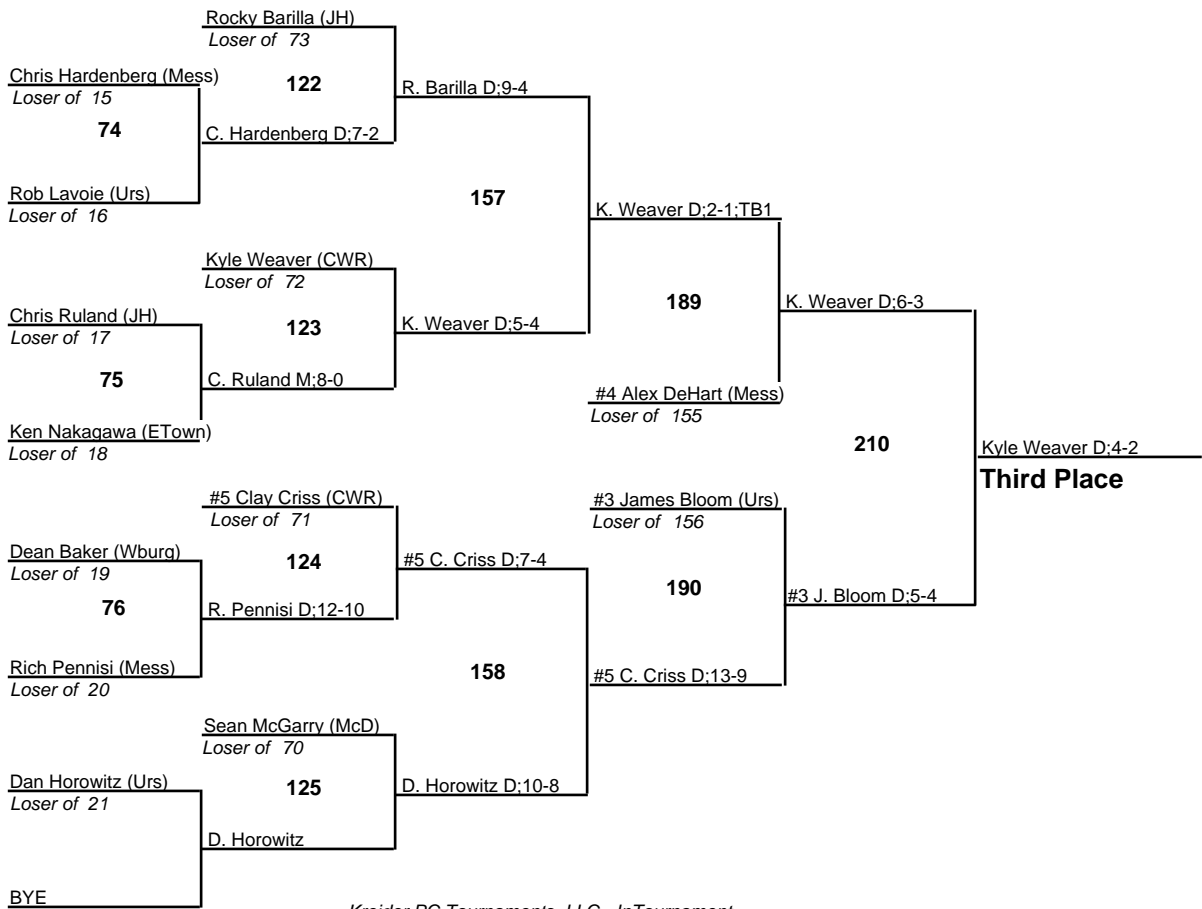 Rocky Barilla (JH)
Loser of 73
Chris Hardenberg (Mess)
Loser of 15
122
R. Barilla D;9-4
74
C. Hardenberg D;7-2
Rob Lavoie (Urs)
Loser of 16
157
K. Weaver D;2-1;TB1
Kyle Weaver (CWR)
Loser of 72
189
K. Weaver D;6-3
Chris Ruland (JH)
Loser of 17
123
K. Weaver D;5-4
75
C. Ruland M;8-0
#4 Alex DeHart (Mess)
Loser of 155
Ken Nakagawa (ETown)
Loser of 18
210
Kyle Weaver D;4-2
Third Place
#5 Clay Criss (CWR)
Loser of 71
#3 James Bloom (Urs)
Loser of 156
Dean Baker (Wburg)
Loser of 19
124
#5 C. Criss D;7-4
190
#3 J. Bloom D;5-4
76
R. Pennisi D;12-10
Rich Pennisi (Mess)
Loser of 20
158
#5 C. Criss D;13-9
Sean McGarry (McD)
Loser of 70
Dan Horowitz (Urs)
Loser of 21
125
D. Horowitz D;10-8
D. Horowitz
BYE